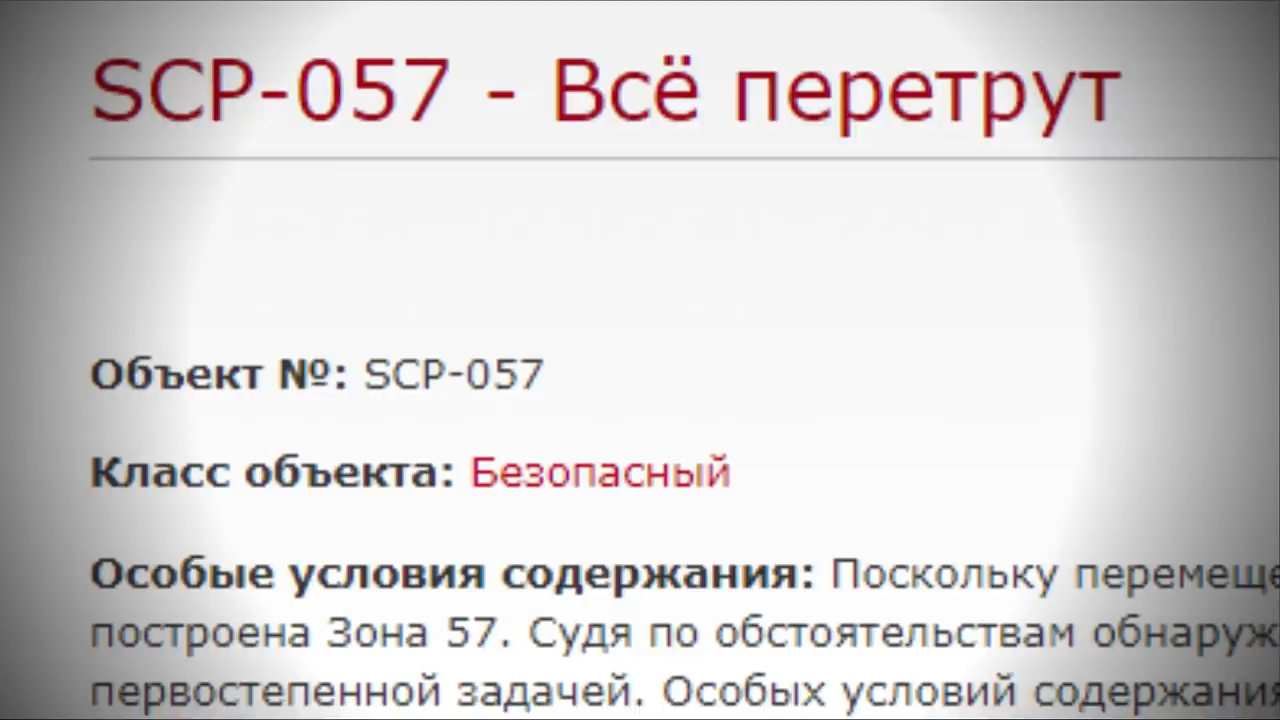 SCP-057 - Всё перетрут
Объект №: SCP-057
Класс объекта: Безопасный
Особые условия содержания: Поскольку перемеще
построена Зона 57. Судя по обстоятельствам обнаруж
первостепенной задачей. Особых условий содержания